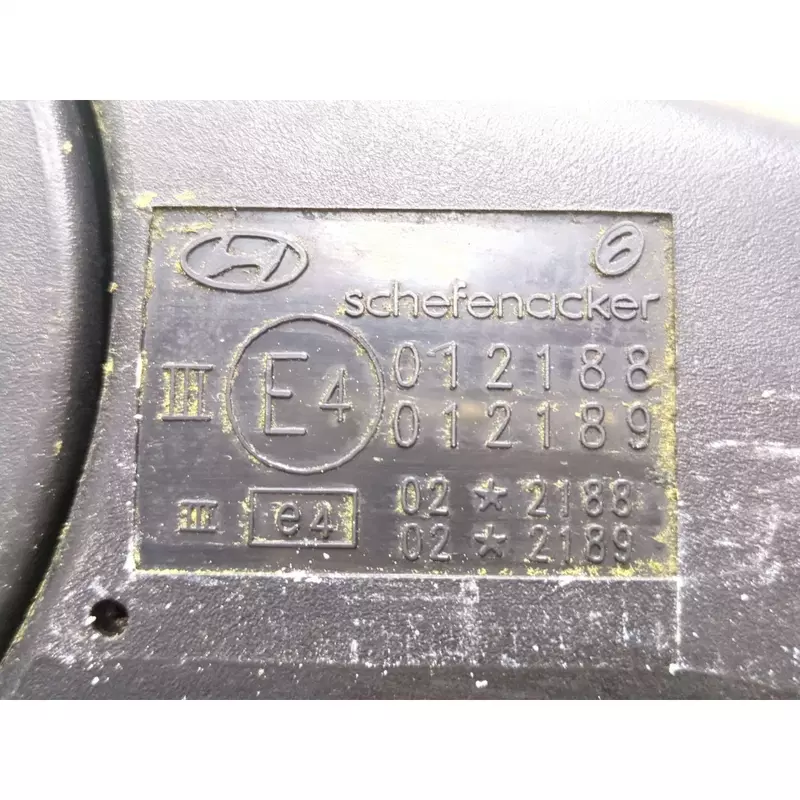 schefenacker
III E4 012188
012189
III e4 02★2188
02★2189